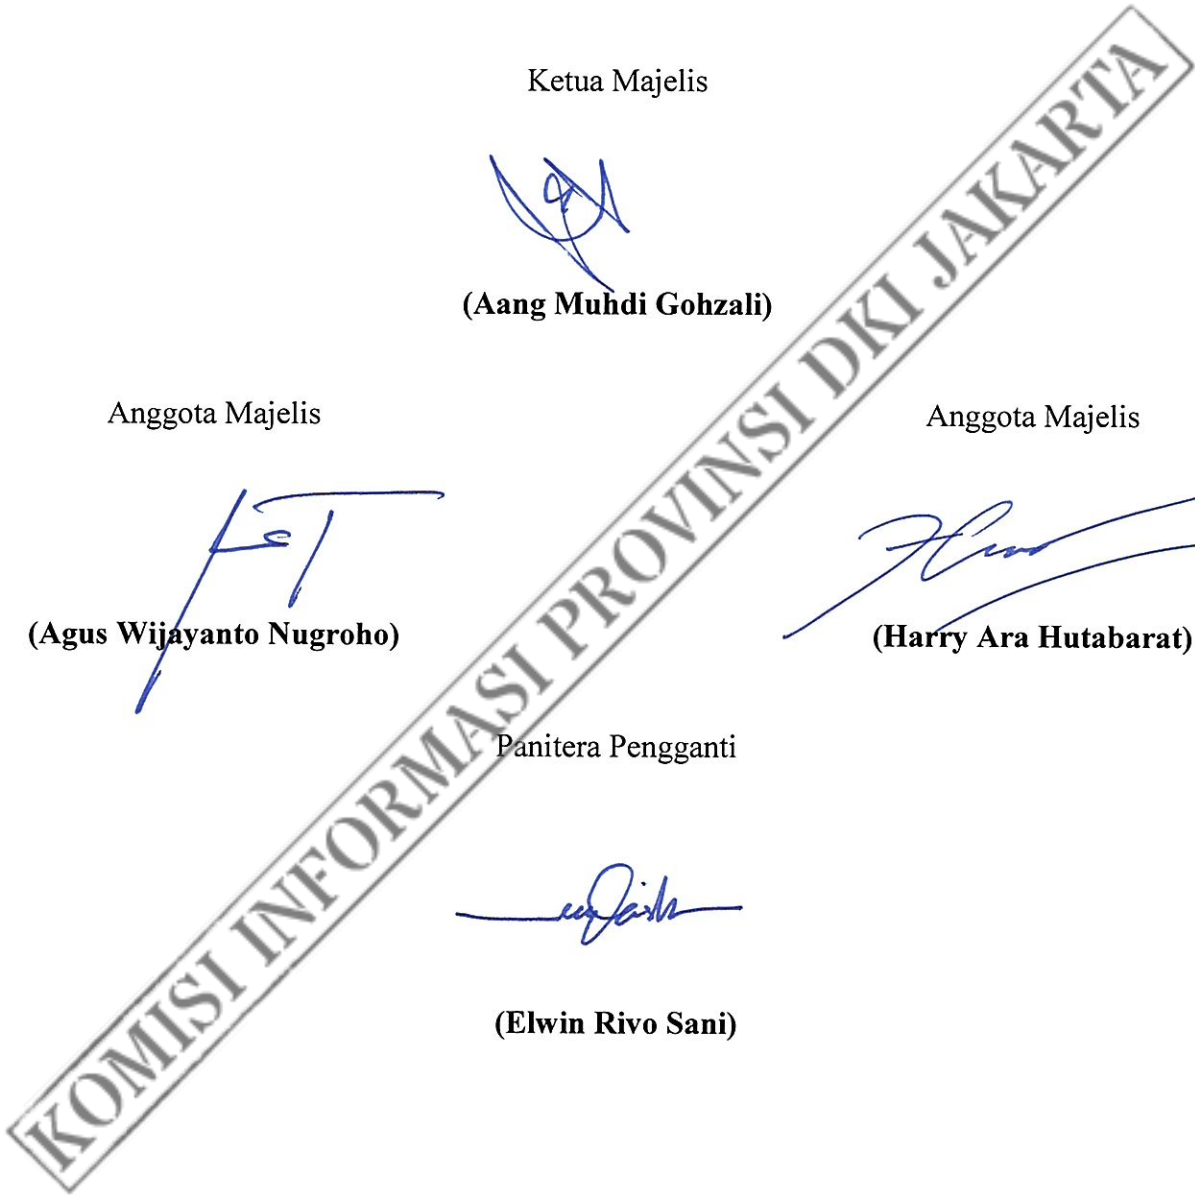 Ketua Majelis
(Aang Muhdi Gohzali)
Anggota Majelis
Anggota Majelis
(Agus Wijayanto Nugroho)
(Harry Ara Hutabarat)
Panitera Pengganti
(Elwin Rivo Sani)
KOMISI INFORMASI PROVINSI DKI JAKARTA